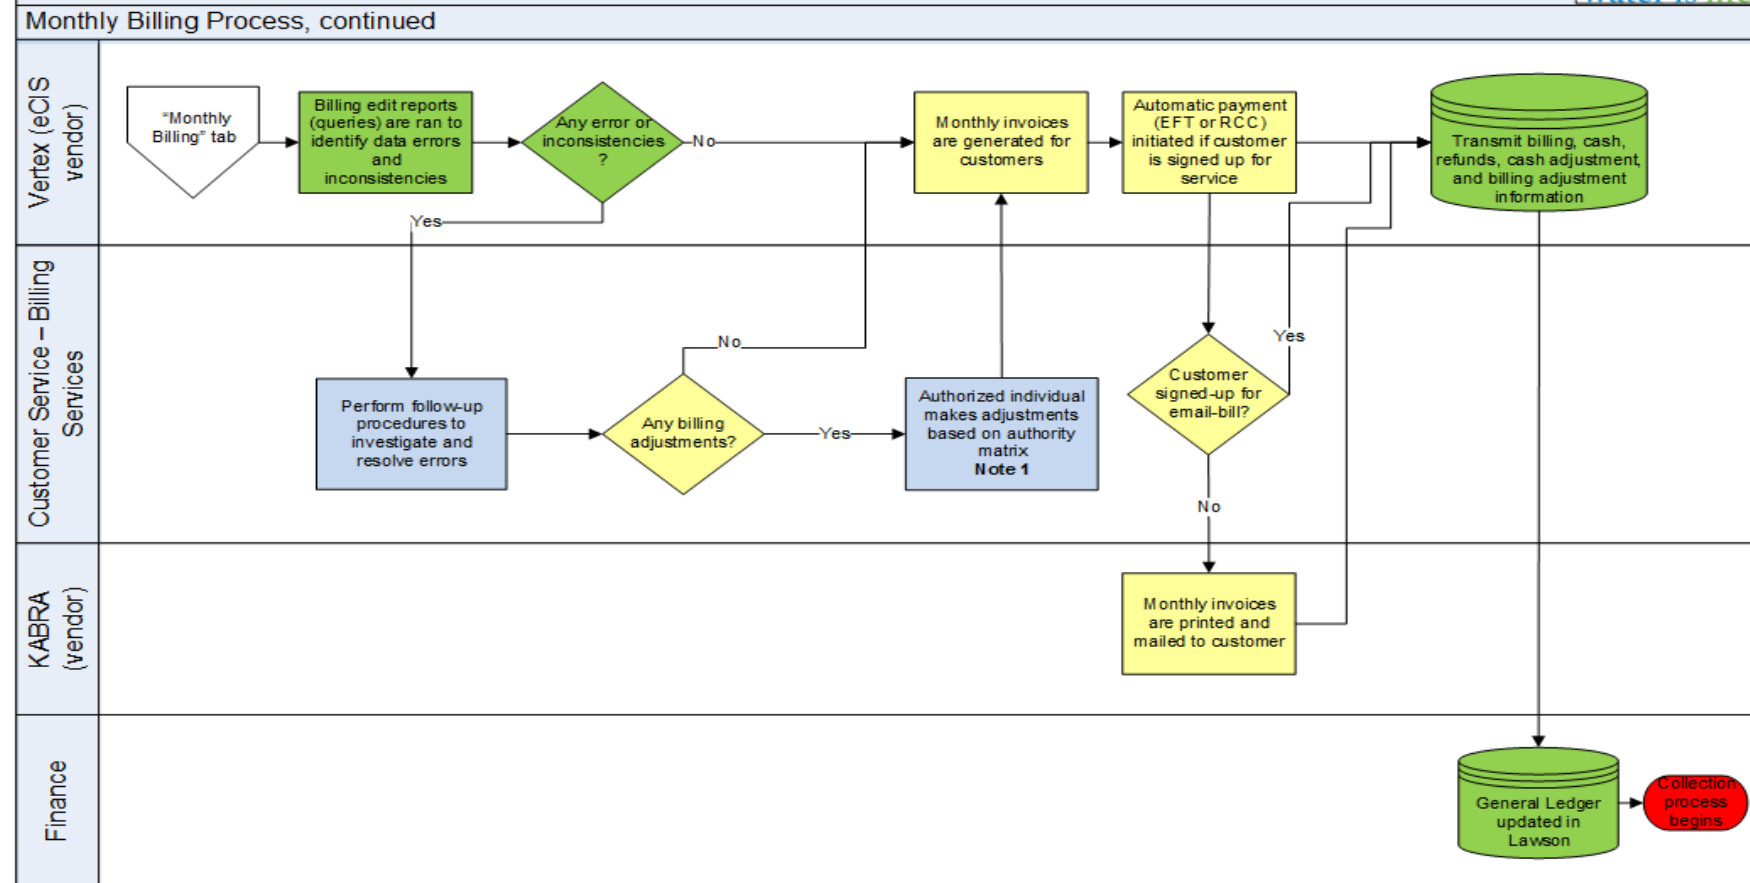 Monthly Billing Process, continued
Vertex (eCIS
vendor)
"Monthly
Billing" tab
Billing edit reports
(queries) are ran to
identify data errors
and
inconsistencies
Any error or
inconsistencies
?
No
Yes
Monthly invoices
are generated for
customers
Automatic payment
(EFT or RCC)
initiated if customer
is signed up for
service
Transmit billing, cash,
refunds, cash adjustment,
and billing adjustment
information
Customer Service – Billing
Services
Perform follow-up
procedures to
investigate and
resolve errors
Any billing
adjustments?
No
Yes
Authorized individual
makes adjustments
based on authority
matrix
Note 1
Customer
signed-up for
email-bill?
Yes
No
KABRA
(vendor)
Monthly invoices
are printed and
mailed to customer
Finance
General Ledger
updated in
Lawson
Collection
process
begins